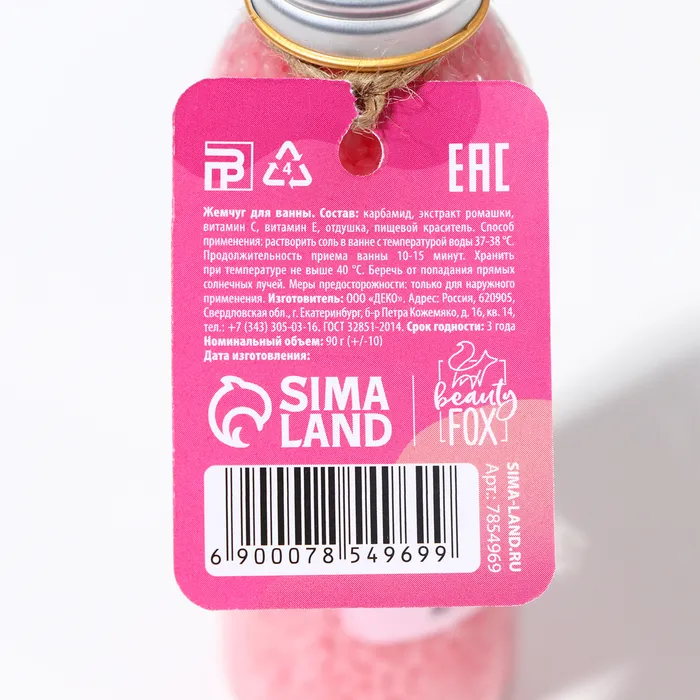 4
EAC
Жемчуг для ванны. Состав: карбамид, экстракт ромашки,
витамин С, витамин Е, отдушка, пищевой краситель. Способ
применения: растворить соль в ванне с температурой воды 37-38 °С.
Продолжительность приема ванны 10-15 минут. Хранить
при температуре не выше 40 °С. Беречь от попадания прямых
солнечных лучей. Меры предосторожности: только для наружного
применения. Изготовитель: ООО «ДЕКО». Адрес: Россия, 620905,
Свердловская обл., г. Екатеринбург, б-р Петра Кожемяко, д. 16, кв. 14,
тел.: +7 (343) 305-03-16. ГОСТ 32851-2014. Срок годности: 3 года
Номинальный объем: 90 г (+/-10)
Дата изготовления:
SIMA
LAND
beauty
FOX
SIMA-LAND.RU
Арт.: 7854969
6 900078 549699